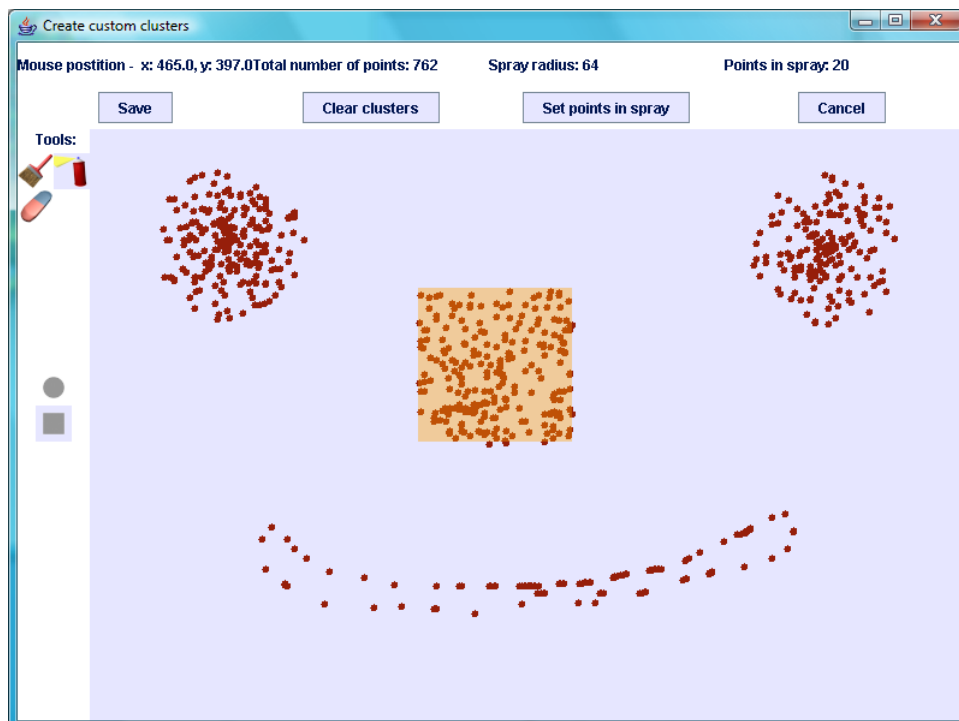 Create custom clusters
Mouse postition -  x: 465.0, y: 397.0Total number of points: 762 Spray radius: 64 Points in spray: 20
Save Clear clusters Set points in spray Cancel
Tools: